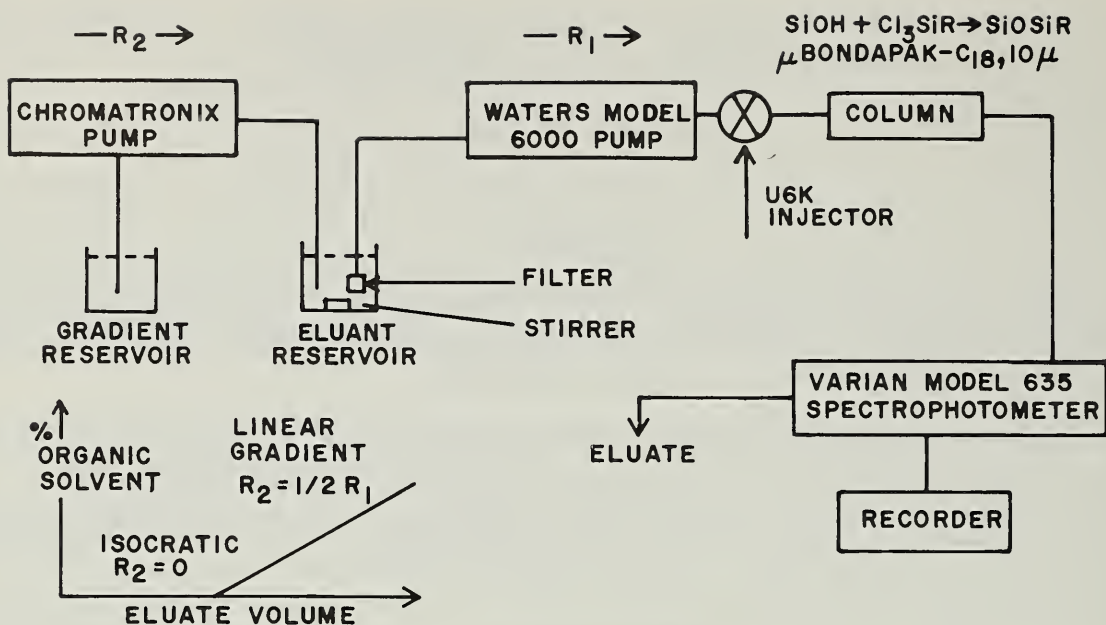 — R₂ →
— R₁ →
SiOH + Cl₃SiR→SiOSiR
μBONDAPAK-C₁₈, 10μ
CHROMATRONIX
PUMP
WATERS MODEL
6000 PUMP
COLUMN
U6K
INJECTOR
FILTER
STIRRER
GRADIENT
RESERVOIR
ELUANT
RESERVOIR
VARIAN MODEL 635
SPECTROPHOTOMETER
ELUATE
RECORDER
%
ORGANIC
SOLVENT
LINEAR
GRADIENT
R₂ = 1/2 R₁
ISOCRATIC
R₂ = 0
ELUATE VOLUME